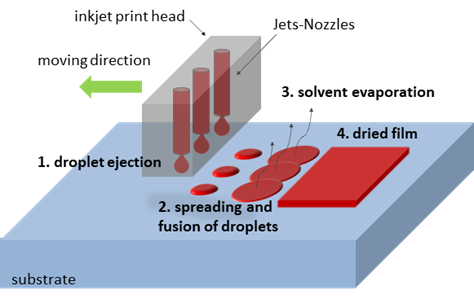 inkjet print head
Jets-Nozzles
moving direction
3. solvent evaporation
4. dried film
1. droplet ejection
2. spreading and
fusion of droplets
substrate